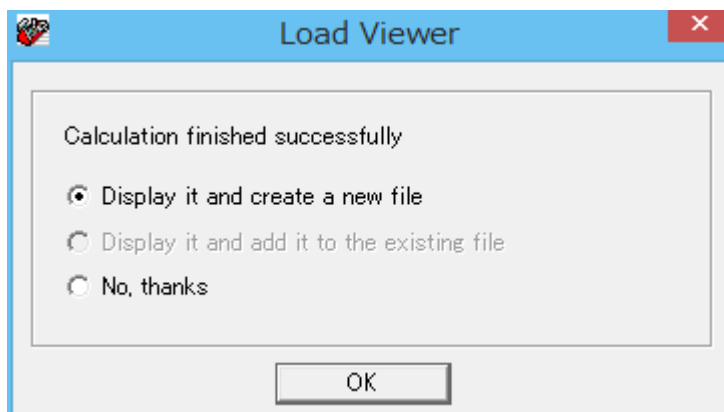 Load Viewer
Calculation finished successfully
Display it and create a new file
Display it and add it to the existing file
No, thanks
OK